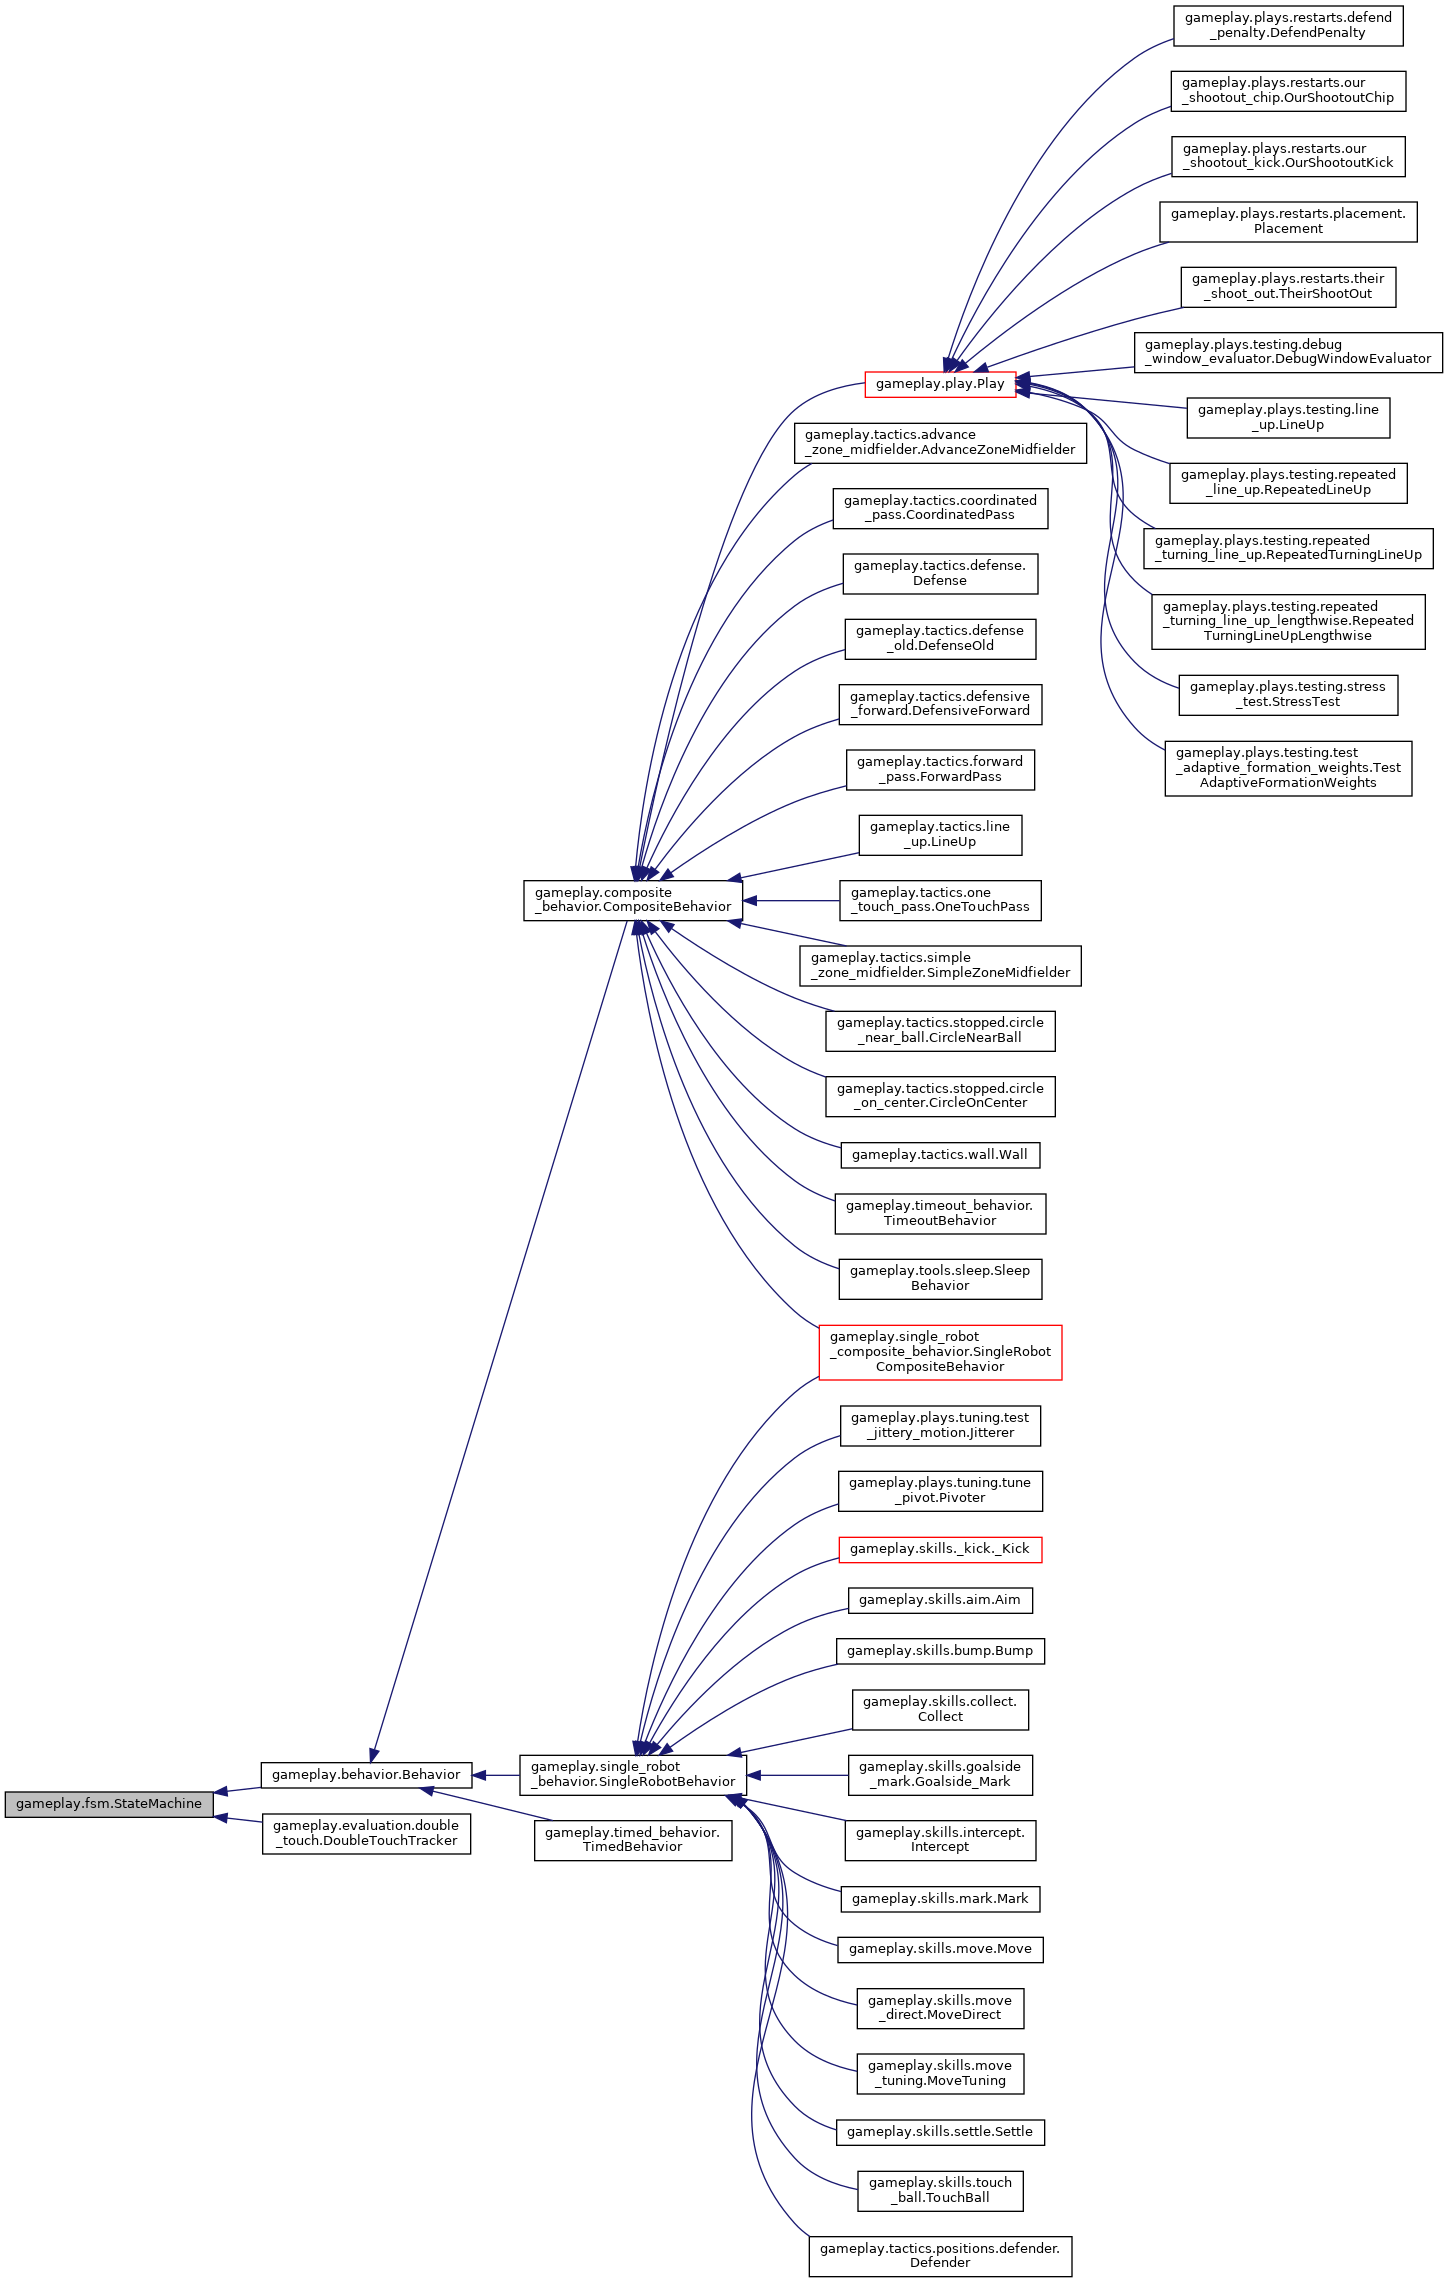 gameplay.plays.restarts.defend
_penalty.DefendPenalty
gameplay.plays.restarts.our
_shootout_chip.OurShootoutChip
gameplay.plays.restarts.our
_shootout_kick.OurShootoutKick
gameplay.plays.restarts.placement.
Placement
gameplay.plays.restarts.their
_shoot_out.TheirShootOut
gameplay.plays.testing.debug
_window_evaluator.DebugWindowEvaluator
gameplay.play.Play
gameplay.plays.testing.line
_up.LineUp
gameplay.plays.testing.repeated
_line_up.RepeatedLineUp
gameplay.plays.testing.repeated
_turning_line_up.RepeatedTurningLineUp
gameplay.plays.testing.repeated
_turning_line_up_lengthwise.Repeated
TurningLineUpLengthwise
gameplay.plays.testing.stress
_test.StressTest
gameplay.plays.testing.test
_adaptive_formation_weights.Test
AdaptiveFormationWeights
gameplay.tactics.advance
_zone_midfielder.AdvanceZoneMidfielder
gameplay.tactics.coordinated
_pass.CoordinatedPass
gameplay.tactics.defense.
Defense
gameplay.tactics.defense
_old.DefenseOld
gameplay.tactics.defensive
_forward.DefensiveForward
gameplay.tactics.forward
_pass.ForwardPass
gameplay.tactics.line
_up.LineUp
gameplay.composite
_behavior.CompositeBehavior
gameplay.tactics.one
_touch_pass.OneTouchPass
gameplay.tactics.simple
_zone_midfielder.SimpleZoneMidfielder
gameplay.tactics.stopped.circle
_near_ball.CircleNearBall
gameplay.tactics.stopped.circle
_on_center.CircleOnCenter
gameplay.tactics.wall.Wall
gameplay.timeout_behavior.
TimeoutBehavior
gameplay.tools.sleep.Sleep
Behavior
gameplay.single_robot
_composite_behavior.SingleRobot
CompositeBehavior
gameplay.plays.tuning.test
_jittery_motion.Jitterer
gameplay.plays.tuning.tune
_pivot.Pivoter
gameplay.skills._kick._Kick
gameplay.skills.aim.Aim
gameplay.skills.bump.Bump
gameplay.skills.collect.
Collect
gameplay.behavior.Behavior
gameplay.single_robot
_behavior.SingleRobotBehavior
gameplay.skills.goalside
_mark.Goalside_Mark
gameplay.fsm.StateMachine
gameplay.evaluation.double
_touch.DoubleTouchTracker
gameplay.timed_behavior.
TimedBehavior
gameplay.skills.intercept.
Intercept
gameplay.skills.mark.Mark
gameplay.skills.move.Move
gameplay.skills.move
_direct.MoveDirect
gameplay.skills.move
_tuning.MoveTuning
gameplay.skills.settle.Settle
gameplay.skills.touch
_ball.TouchBall
gameplay.tactics.positions.defender.
Defender